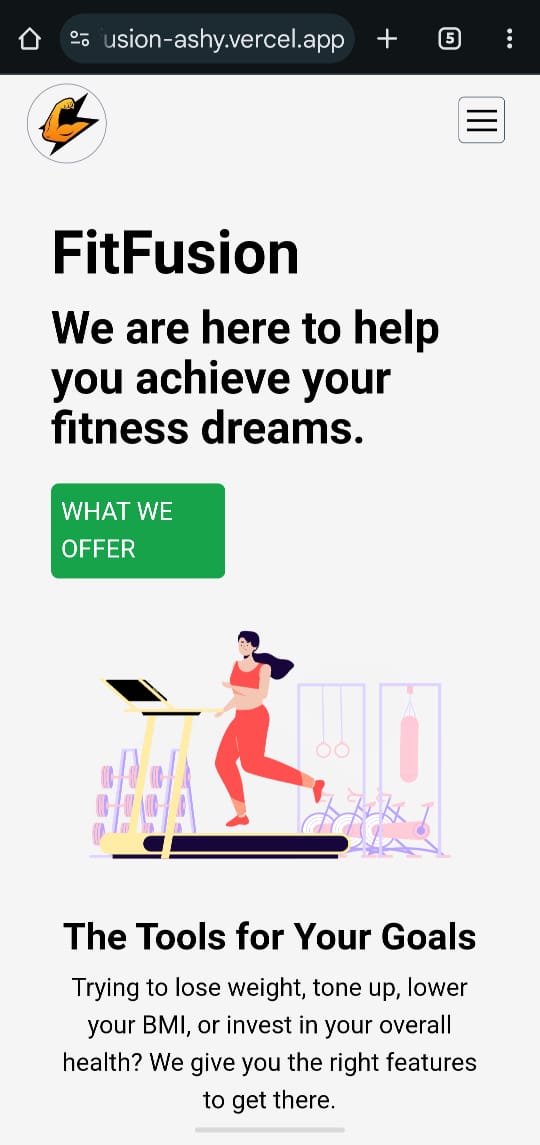 usion-ashy.vercel.app
5
FitFusion
We are here to help
you achieve your
fitness dreams.
WHAT WE
OFFER
The Tools for Your Goals
Trying to lose weight, tone up, lower
your BMI, or invest in your overall
health? We give you the right features
to get there.